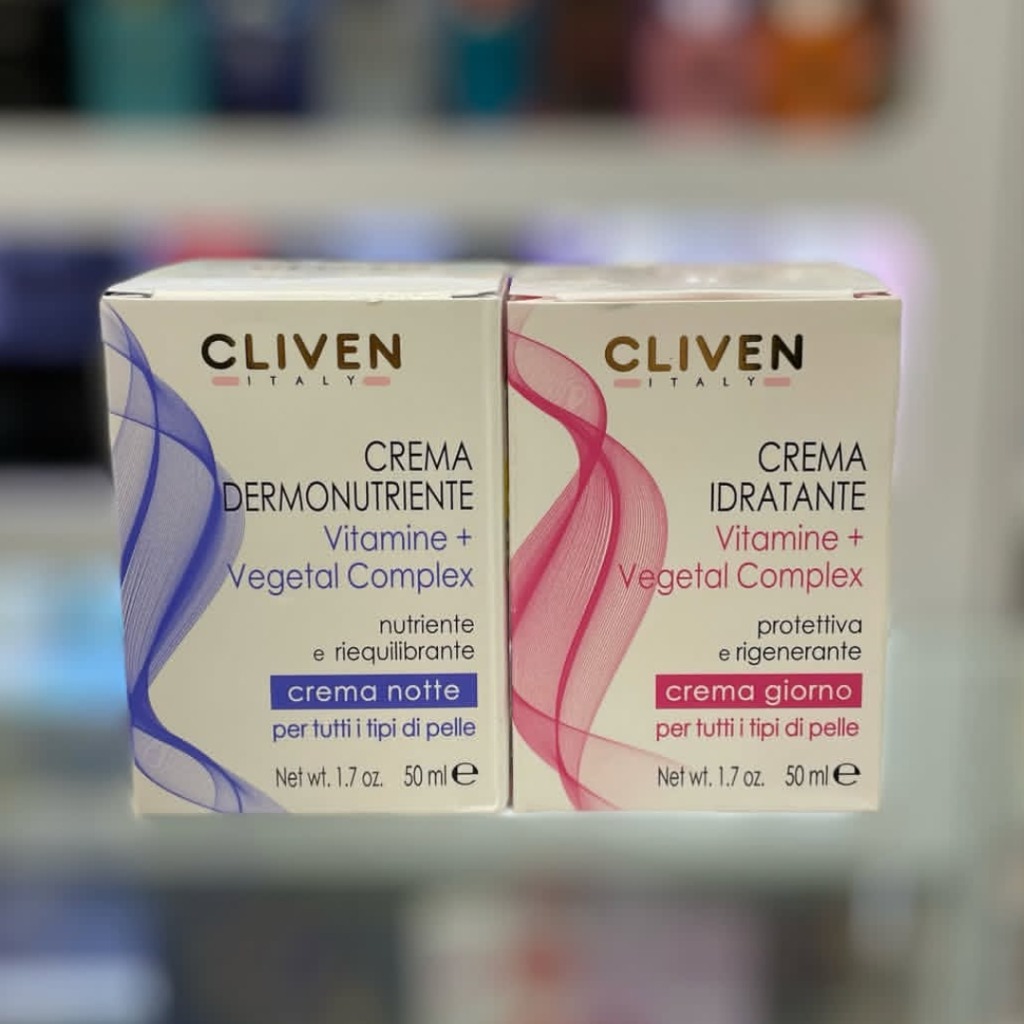 CLIVEN
ITALY
CREMA
DERMONUTRIENTE
Vitamine +
Vegetal Complex
nutriente
e riequilibrante
crema notte
per tutti i tipi di pelle
Net wt. 1.7 oz. 50 ml ℮
CLIVEN
ITALY
CREMA
IDRATANTE
Vitamine +
Vegetal Complex
protettiva
e rigenerante
crema giorno
per tutti i tipi di pelle
Net wt. 1.7 oz. 50 ml ℮